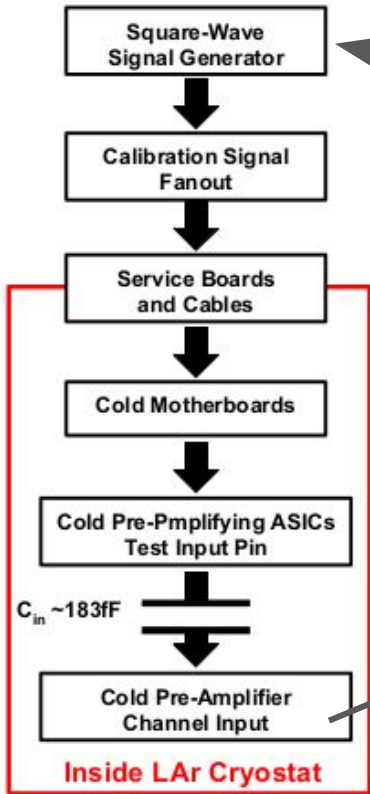 Square-Wave
Signal Generator
Calibration Signal
Fanout
Service Boards
and Cables
Cold Motherboards
Cold Pre-Pmplifying ASICs
Test Input Pin
C_in ~183fF
Cold Pre-Amplifier
Channel Input
Inside LAr Cryostat